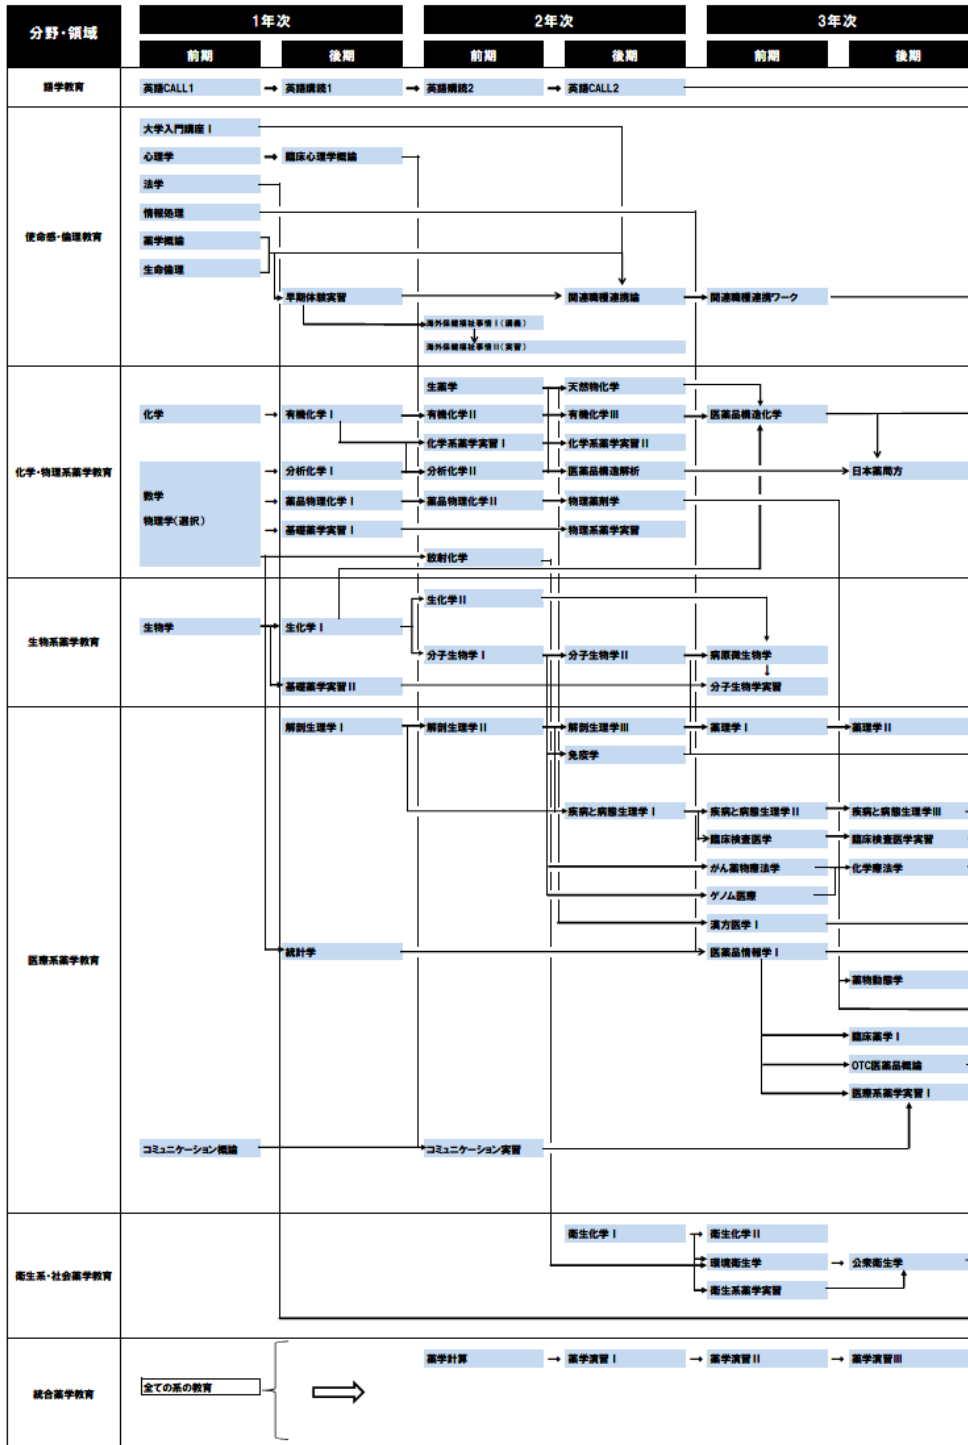 分野・領域
1年次
2年次
3年次
前期
後期
前期
後期
前期
後期
語学教育
英語CALL1
英語購読1
英語購読2
英語CALL2
使命感・倫理教育
大学入門講座Ⅰ
心理学
臨床心理学概論
法学
情報処理
薬学概論
生命倫理
早期体験実習
関連職種連携論
関連職種連携ワーク
海外保健福祉事情Ⅰ(講義)
海外保健福祉事情Ⅱ(実習)
化学・物理系薬学教育
生薬学
天然物化学
化学
有機化学Ⅰ
有機化学Ⅱ
有機化学Ⅲ
医薬品構造化学
化学系薬学実習Ⅰ
化学系薬学実習Ⅱ
分析化学Ⅰ
分析化学Ⅱ
医薬品構造解析
日本薬局方
数学
物理学(選択)
薬品物理化学Ⅰ
薬品物理化学Ⅱ
物理薬剤学
基礎薬学実習Ⅰ
物理系薬学実習
放射化学
生物系薬学教育
生化学Ⅱ
生物学
生化学Ⅰ
分子生物学Ⅰ
分子生物学Ⅱ
病原微生物学
基礎薬学実習Ⅱ
分子生物学実習
医療系薬学教育
解剖生理学Ⅰ
解剖生理学Ⅱ
解剖生理学Ⅲ
薬理学Ⅰ
薬理学Ⅱ
免疫学
疾病と病態生理学Ⅰ
疾病と病態生理学Ⅱ
疾病と病態生理学Ⅲ
臨床検査医学
臨床検査医学実習
がん薬物療法学
化学療法学
ゲノム医療
漢方医学Ⅰ
統計学
医薬品情報学Ⅰ
薬物動態学
臨床薬学Ⅰ
OTC医薬品概論
医療系薬学実習Ⅰ
コミュニケーション概論
コミュニケーション実習
衛生系・社会薬学教育
衛生化学Ⅰ
衛生化学Ⅱ
環境衛生学
公衆衛生学
衛生系薬学実習
統合薬学教育
薬学計算
薬学演習Ⅰ
薬学演習Ⅱ
薬学演習Ⅲ
全ての系の教育